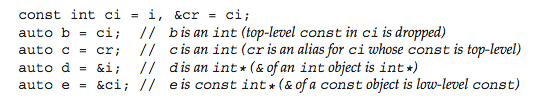 const int ci = i, &cr = ci;
auto b = ci; // b is an int (top-level const in ci is dropped)
auto c = cr; // c is an int (cr is an alias for ci whose const is top-level)
auto d = &i; // d is an int* (& of an int object is int*)
auto e = &ci; // e is const int* (& of a const object is low-level const)